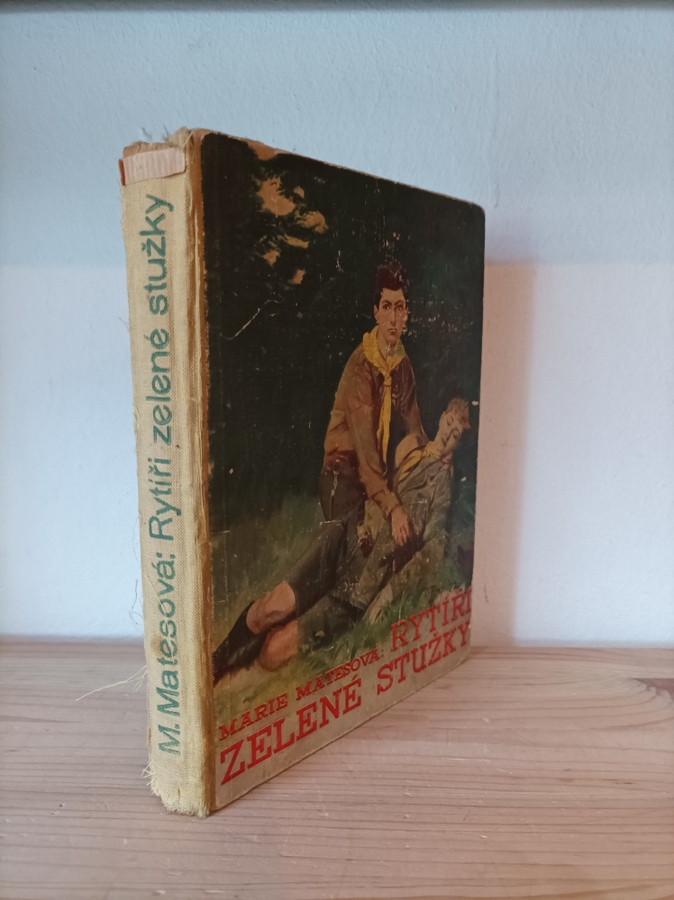 M. Matesová: Rytíři zelené stužky
MARIE MATESOVÁ: RYTÍŘI
ZELENÉ STUŽKY